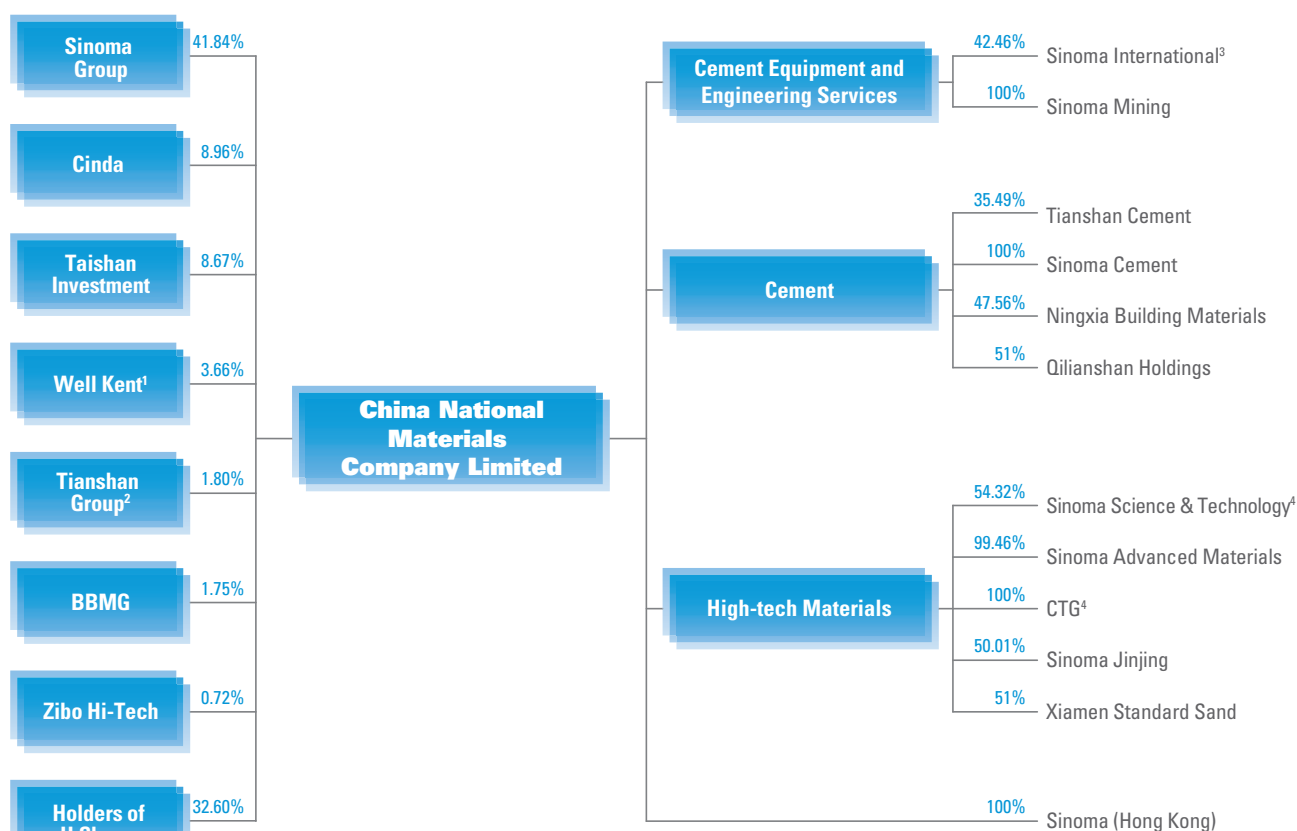 Sinoma
Group
41.84%
Cinda
8.96%
Taishan
Investment
8.67%
Well Kent¹
3.66%
Tianshan
Group²
1.80%
BBMG
1.75%
Zibo Hi-Tech
0.72%
Holders of
32.60%
China National
Materials
Company Limited
Cement Equipment and
Engineering Services
42.46%
Sinoma International³
100%
Sinoma Mining
Cement
35.49%
Tianshan Cement
100%
Sinoma Cement
47.56%
Ningxia Building Materials
51%
Qilianshan Holdings
High-tech Materials
54.32%
Sinoma Science & Technology⁴
99.46%
Sinoma Advanced Materials
100%
CTG⁴
50.01%
Sinoma Jinjing
51%
Xiamen Standard Sand
100%
Sinoma (Hong Kong)